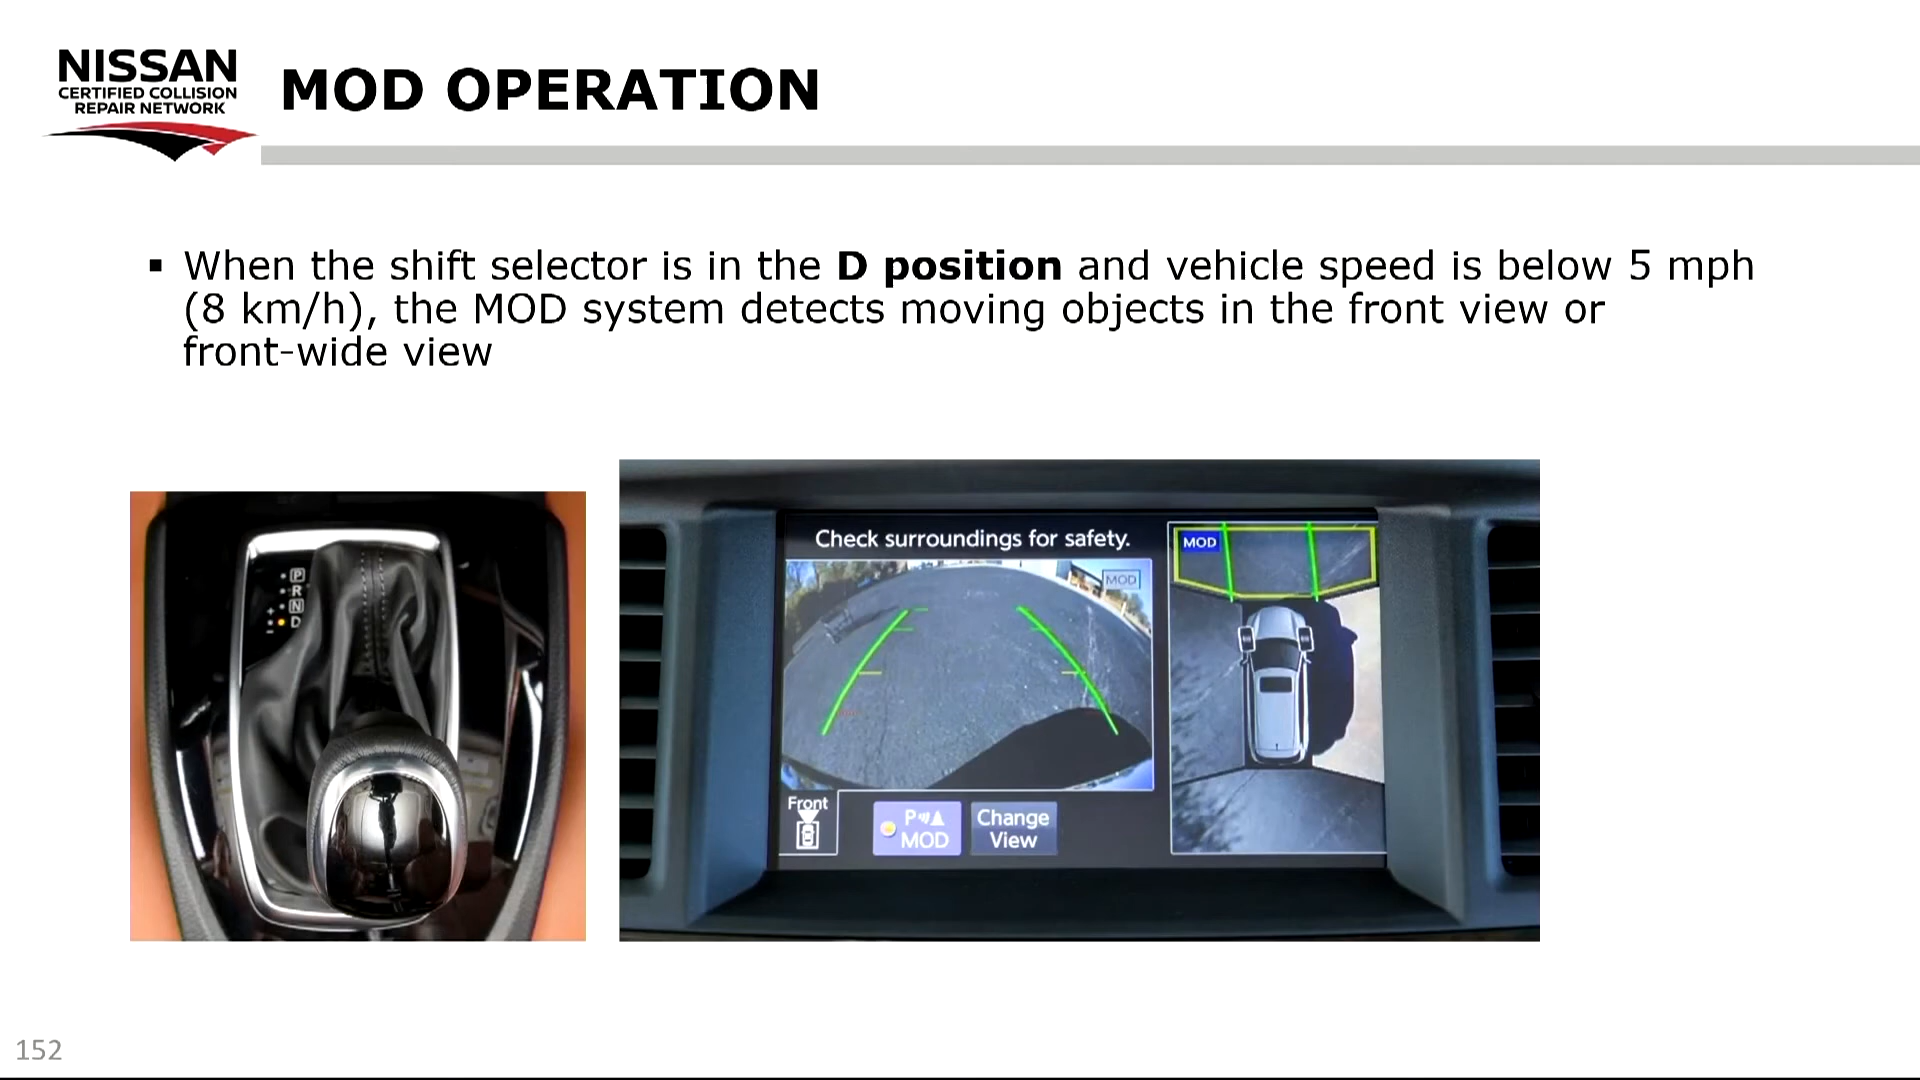 NISSAN
CERTIFIED COLLISION
REPAIR NETWORK
MOD OPERATION
▪ When the shift selector is in the D position and vehicle speed is below 5 mph
(8 km/h), the MOD system detects moving objects in the front view or
front-wide view
P
R
N
+
D
-
Check surroundings for safety.
MOD
MOD
Front
P
MOD
Change
View
152